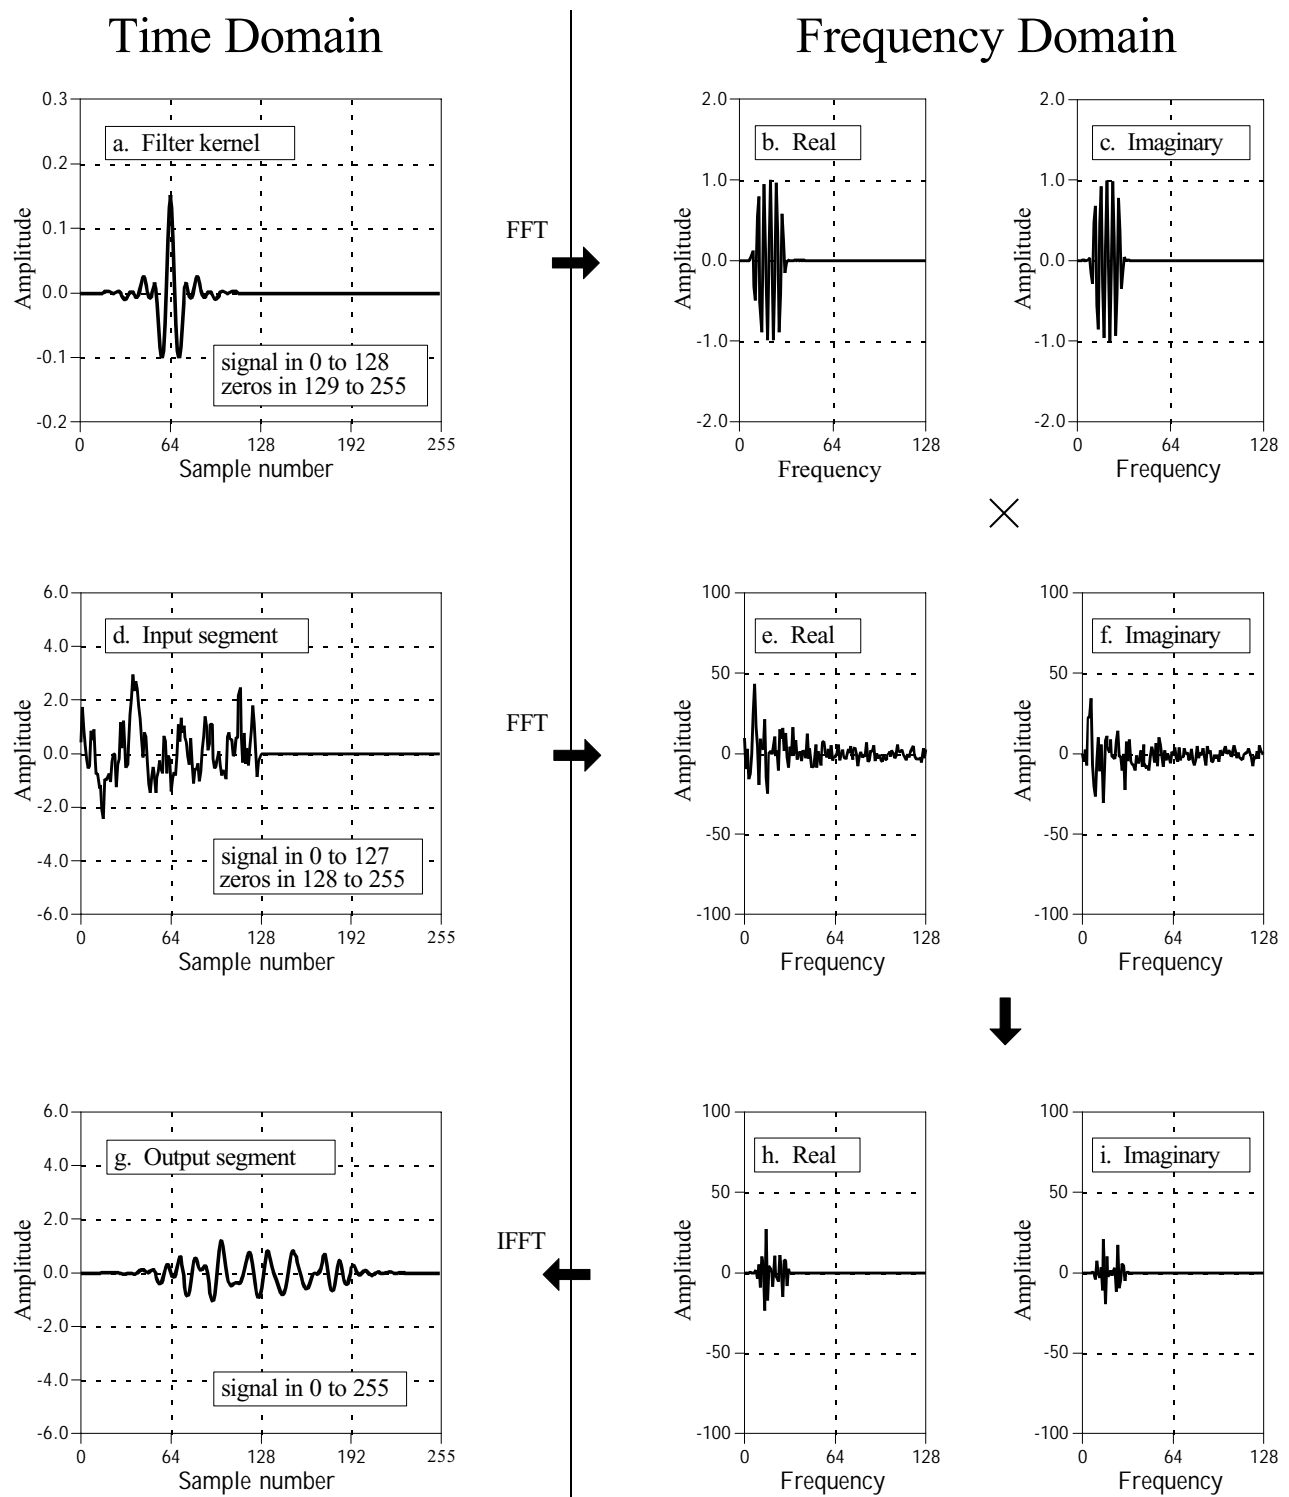 Time Domain
Frequency Domain
0.3
0.2
0.1
0.0
-0.1
-0.2
Amplitude
a. Filter kernel
signal in 0 to 128
zeros in 129 to 255
0 64 128 192 255
Sample number
FFT
2.0
1.0
0.0
-1.0
-2.0
Amplitude
b. Real
0 64 128
Frequency
2.0
1.0
0.0
-1.0
-2.0
Amplitude
c. Imaginary
0 64 128
Frequency
×
6.0
4.0
2.0
0.0
-2.0
-4.0
-6.0
Amplitude
d. Input segment
signal in 0 to 127
zeros in 128 to 255
0 64 128 192 255
Sample number
FFT
100
50
0
-50
-100
Amplitude
e. Real
0 64 128
Frequency
100
50
0
-50
-100
Amplitude
f. Imaginary
0 64 128
Frequency
6.0
4.0
2.0
0.0
-2.0
-4.0
-6.0
Amplitude
g. Output segment
signal in 0 to 255
0 64 128 192 255
Sample number
IFFT
100
50
0
-50
-100
Amplitude
h. Real
0 64 128
Frequency
100
50
0
-50
-100
Amplitude
i. Imaginary
0 64 128
Frequency